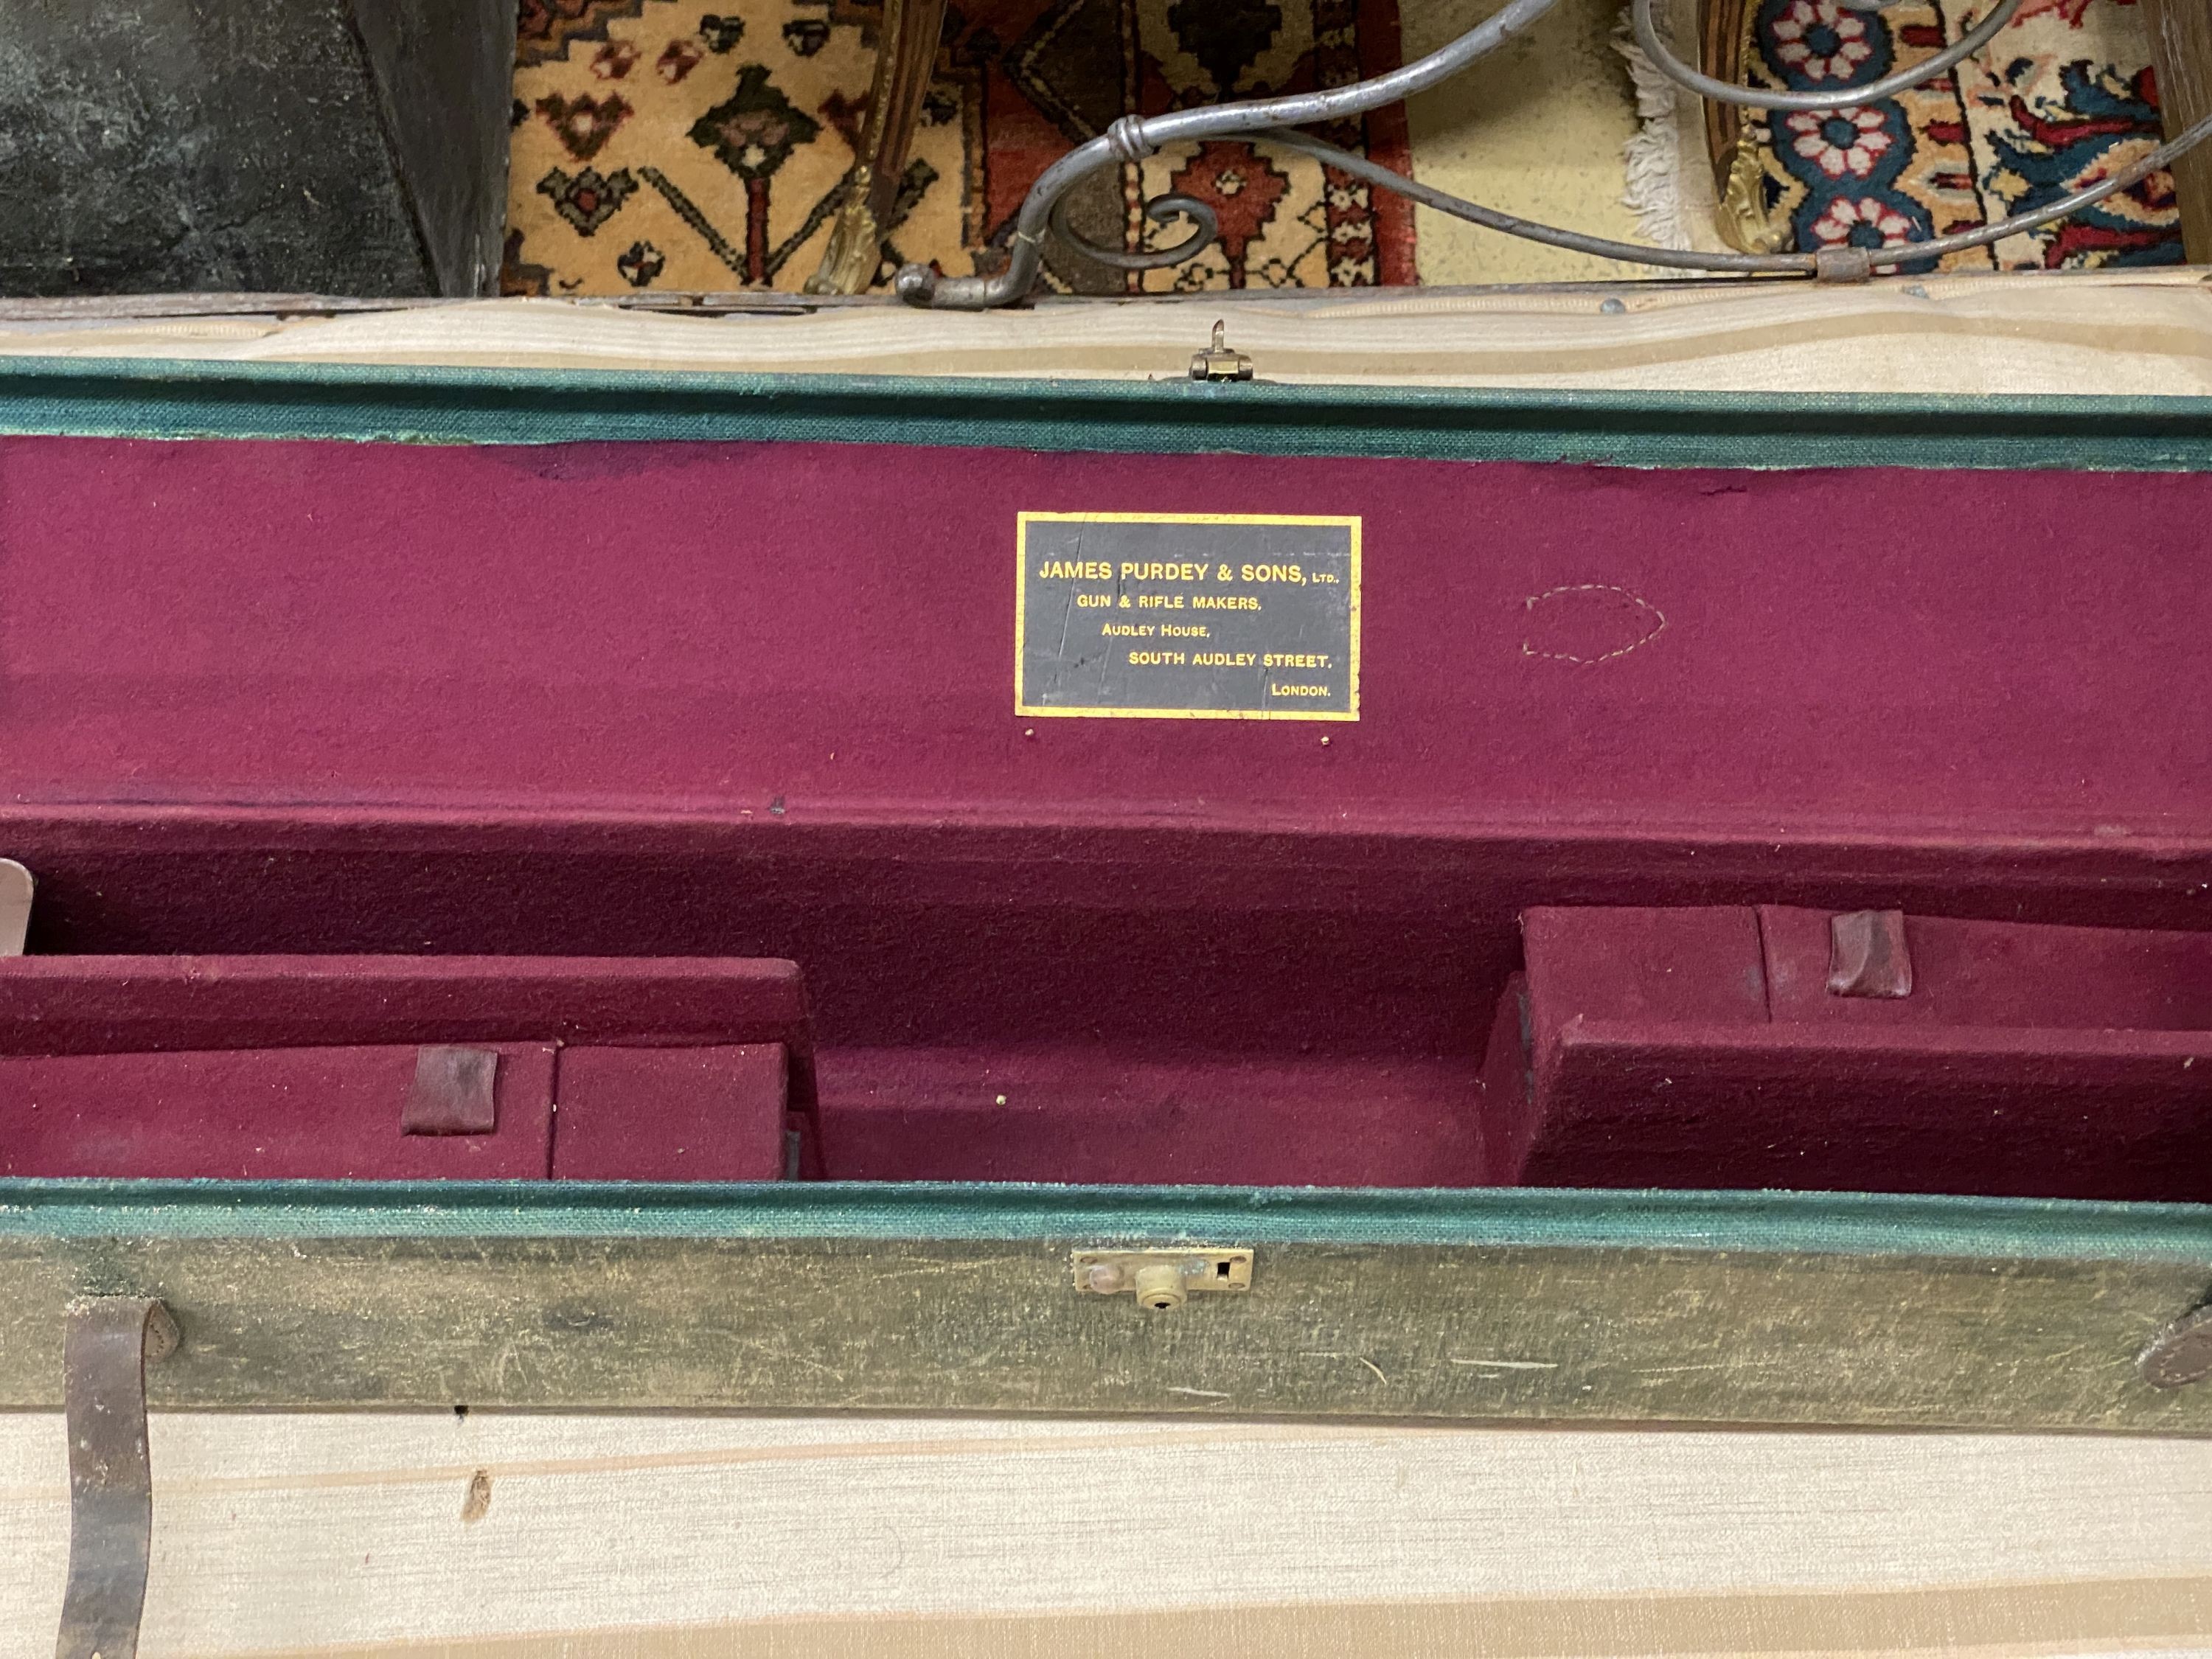 JAMES PURDEY & SONS, LTD.,
GUN & RIFLE MAKERS,
AUDLEY HOUSE,
SOUTH AUDLEY STREET,
LONDON.